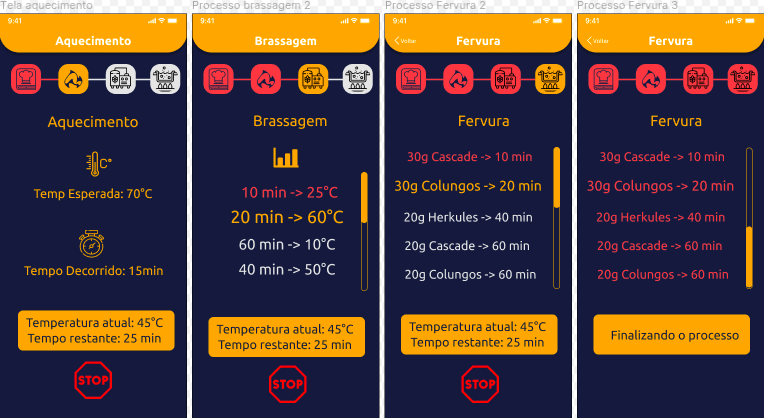 Tela aquecimento
9:41
Aquecimento
Aquecimento
C°
Temp Esperada: 70°C
Tempo Decorrido: 15min
Temperatura atual: 45°C
Tempo restante: 25 min
STOP
Processo brassagem 2
9:41
Brassagem
Brassagem
10 min -> 25°C
20 min -> 60°C
60 min -> 10°C
40 min -> 50°C
Temperatura atual: 45°C
Tempo restante: 25 min
STOP
Processo Fervura 2
9:41
Voltar
Fervura
Fervura
30g Cascade -> 10 min
30g Colungos -> 20 min
20g Herkules -> 40 min
20g Cascade -> 60 min
20g Colungos -> 60 min
Temperatura atual: 45°C
Tempo restante: 25 min
STOP
Processo Fervura 3
9:41
Voltar
Fervura
Fervura
30g Cascade -> 10 min
30g Colungos -> 20 min
20g Herkules -> 40 min
20g Cascade -> 60 min
20g Colungos -> 60 min
Finalizando o processo